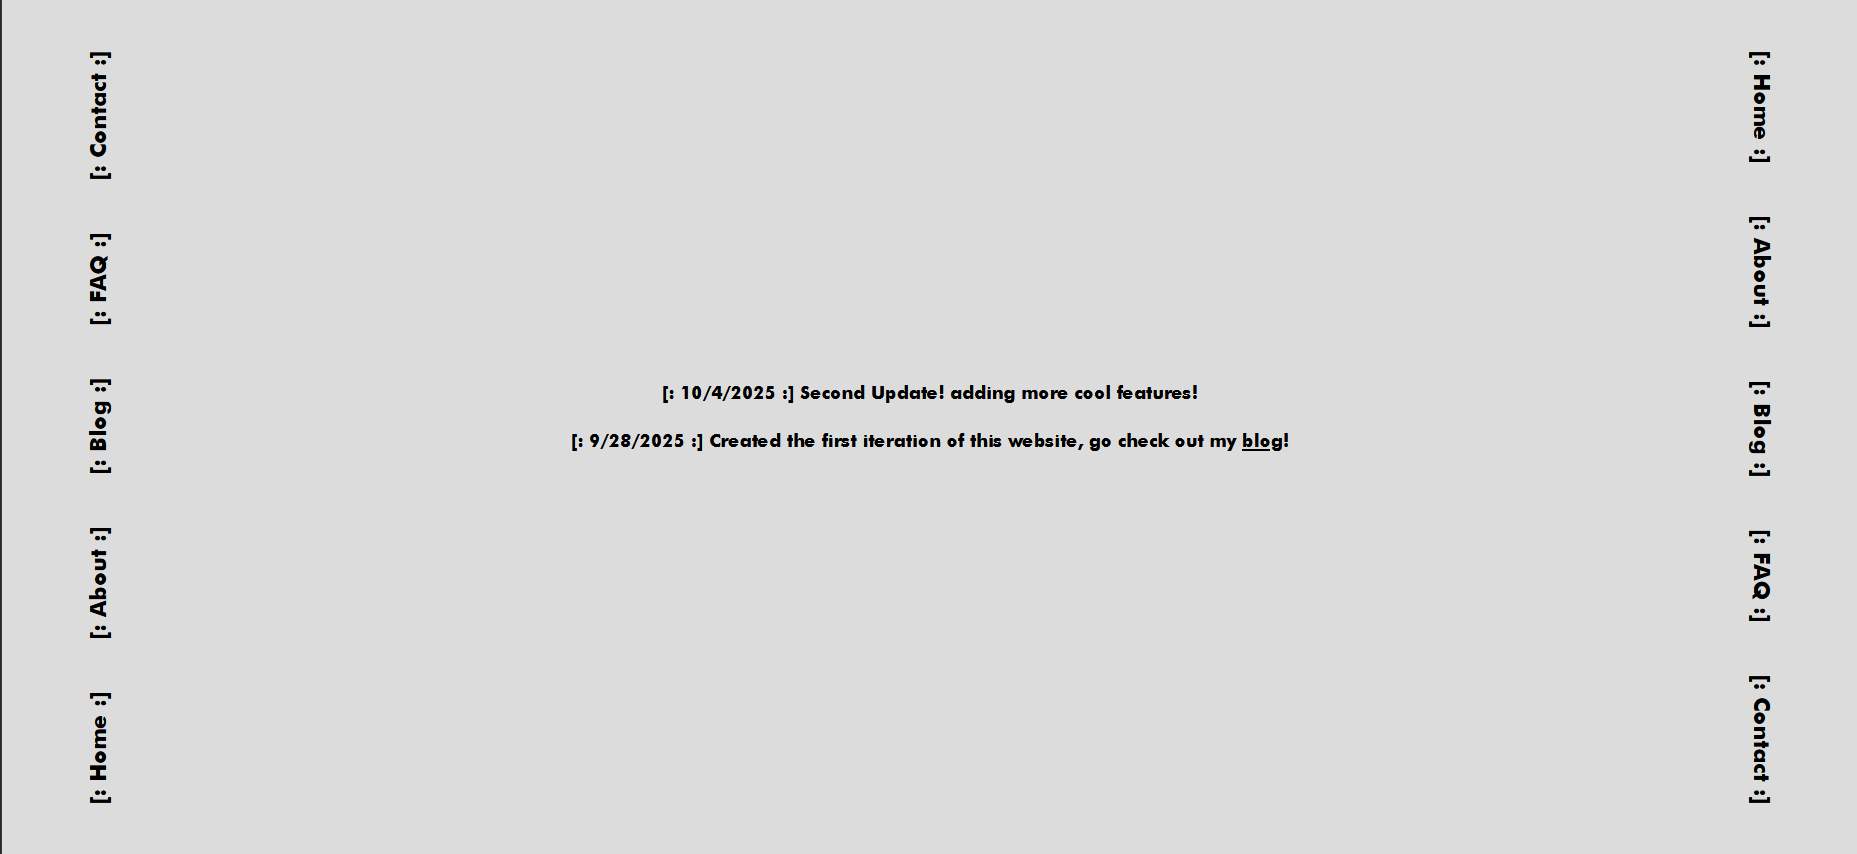 [: Contact :]
[: FAQ :]
[: Blog :]
[: About :]
[: Home :]
[: 10/4/2025 :] Second Update! adding more cool features!
[: 9/28/2025 :] Created the first iteration of this website, go check out my blog!
[: Home :]
[: About :]
[: Blog :]
[: FAQ :]
[: Contact :]